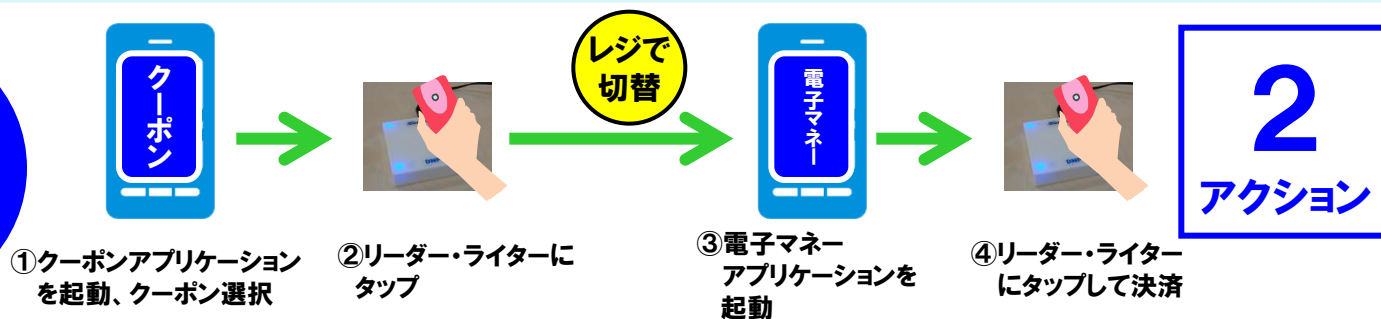 クーポン
レジで
切替
電子マネー
2
アクション
①クーポンアプリケーション
を起動、クーポン選択
②リーダー・ライターに
タップ
③電子マネー
アプリケーションを
起動
④リーダー・ライター
にタップして決済